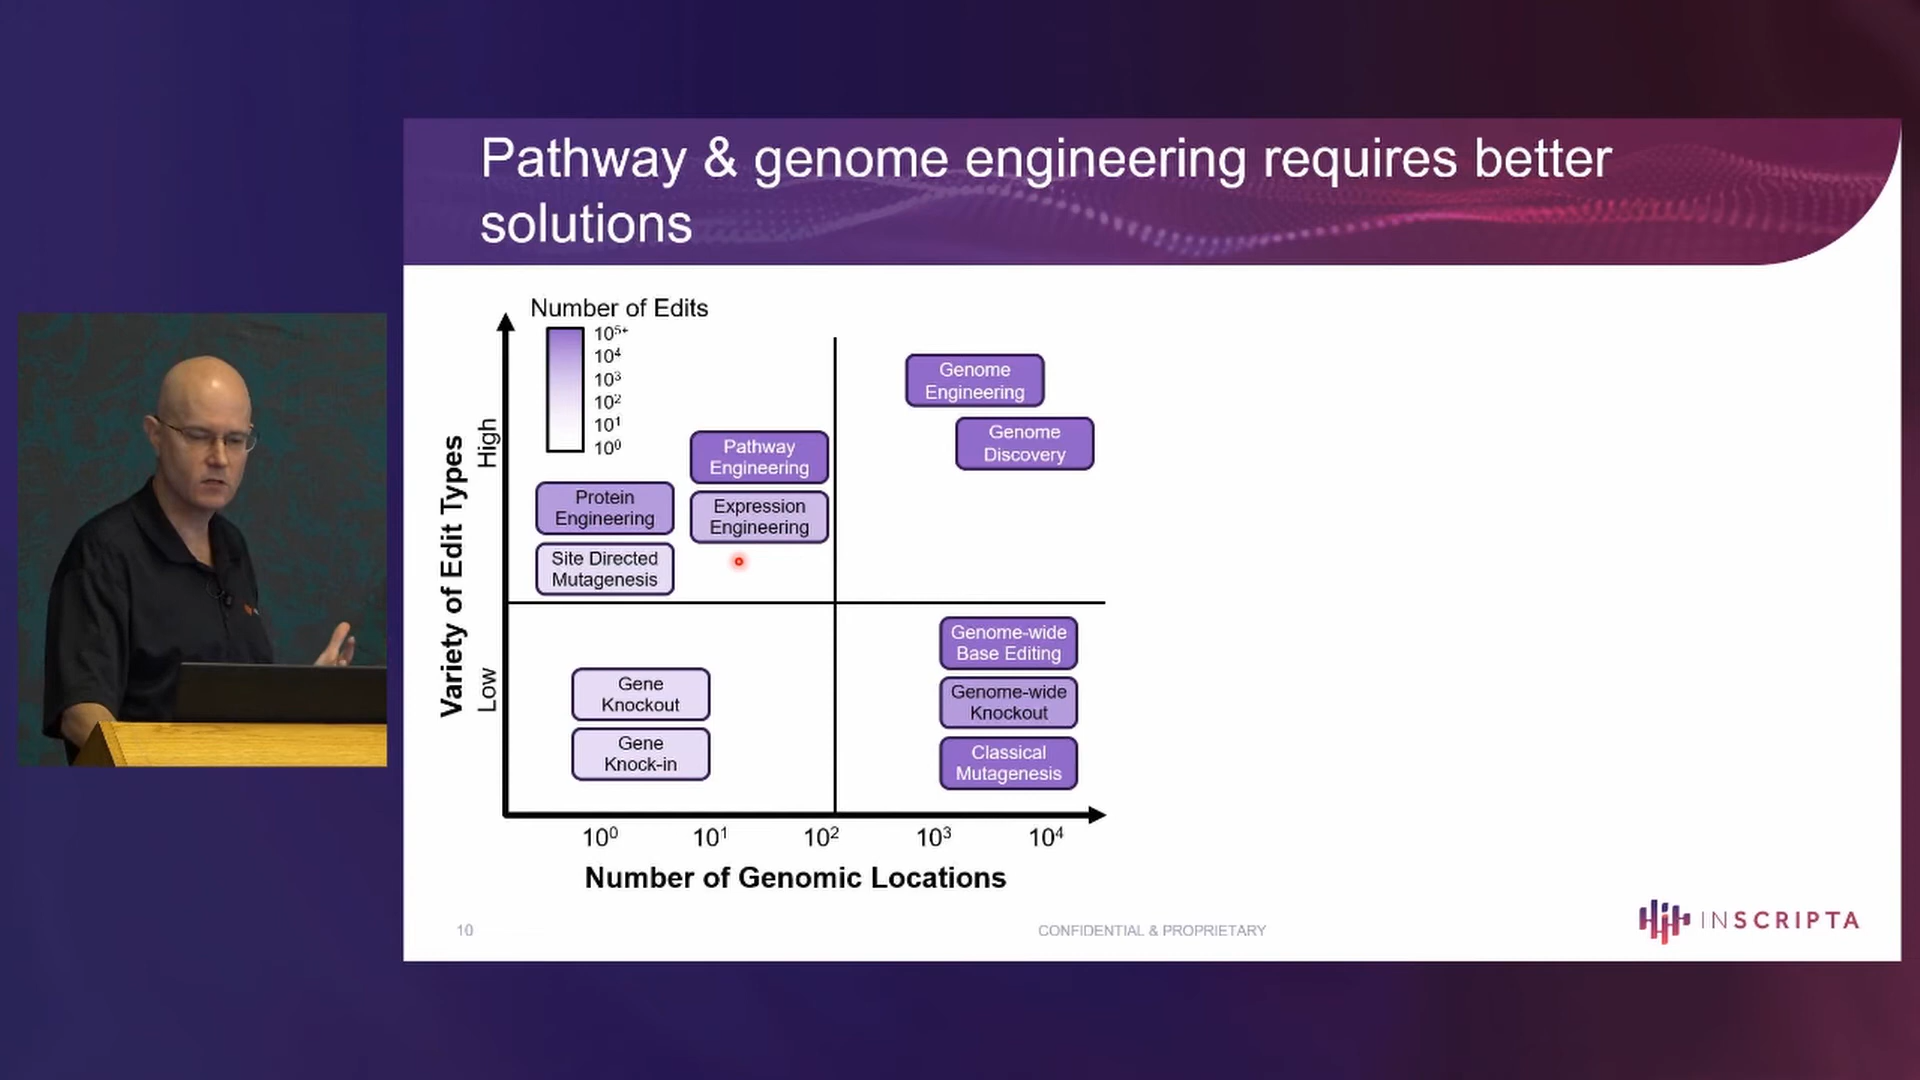 Pathway & genome engineering requires better
solutions
Number of Edits
10⁵⁺
10⁴
10³
10²
10¹
10⁰
Variety of Edit Types
High
Low
Genome
Engineering
Genome
Discovery
Pathway
Engineering
Expression
Engineering
Protein
Engineering
Site Directed
Mutagenesis
Gene
Knockout
Gene
Knock-in
Genome-wide
Base Editing
Genome-wide
Knockout
Classical
Mutagenesis
10⁰ 10¹ 10² 10³ 10⁴
Number of Genomic Locations
10
CONFIDENTIAL & PROPRIETARY
INSCRIPTA